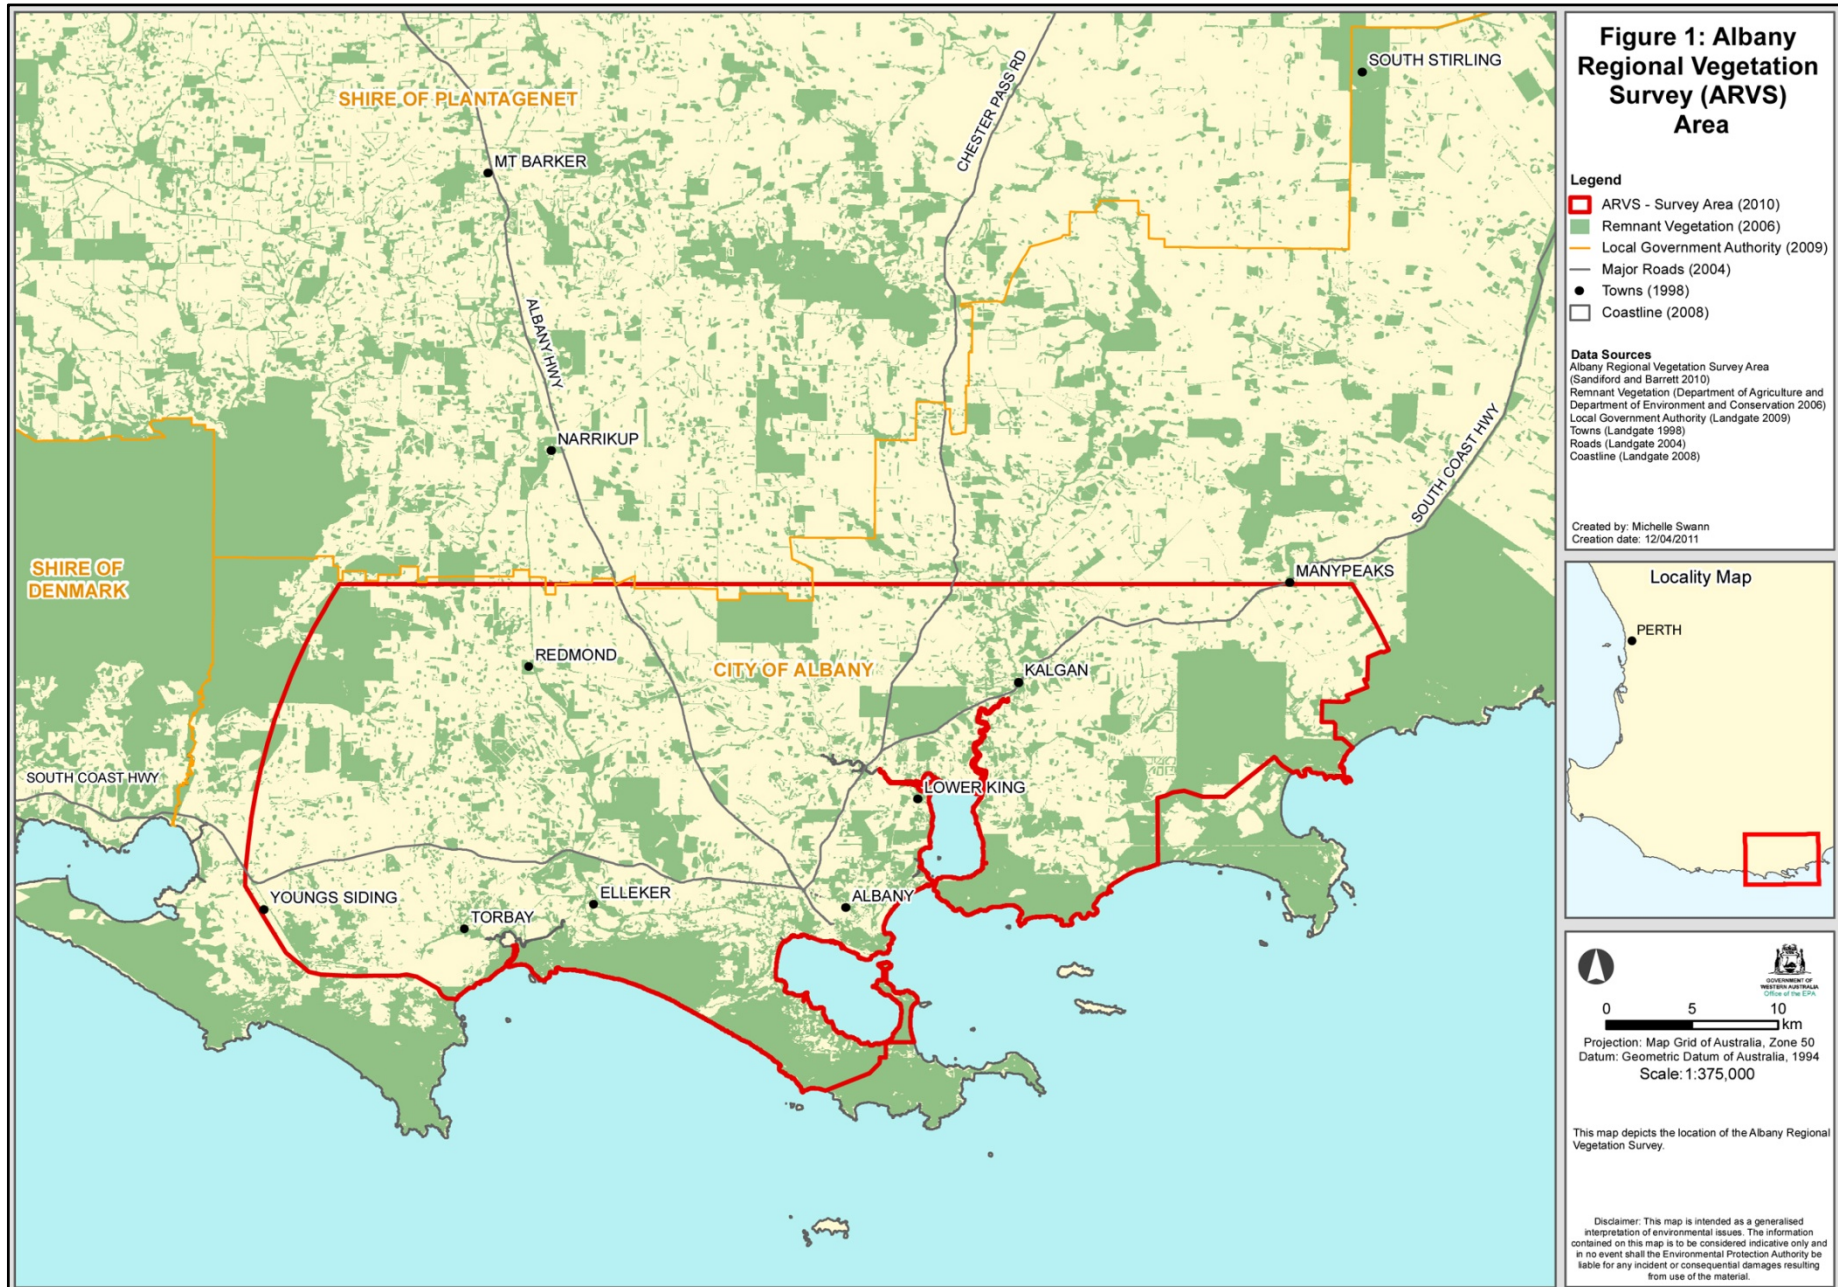 SOUTH STIRLING
SHIRE OF PLANTAGENET
CHESTER PASS RD
MT BARKER
ALBANY HWY
SOUTH COAST HWY
NARRIKUP
SHIRE OF
DENMARK
MANYPEAKS
REDMOND
CITY OF ALBANY
KALGAN
SOUTH COAST HWY
LOWER KING
YOUNGS SIDING
ELLEKER
ALBANY
TORBAY
Figure 1: Albany
Regional Vegetation
Survey (ARVS)
Area
Legend
ARVS - Survey Area (2010)
Remnant Vegetation (2006)
Local Government Authority (2009)
Major Roads (2004)
Towns (1998)
Coastline (2008)
Data Sources
Albany Regional Vegetation Survey Area
(Sandiford and Barrett 2010)
Remnant Vegetation (Department of Agriculture and
Department of Environment and Conservation 2006)
Local Government Authority (Landgate 2009)
Towns (Landgate 1998)
Roads (Landgate 2004)
Coastline (Landgate 2008)
Created by: Michelle Swann
Creation date: 12/04/2011
Locality Map
PERTH
GOVERNMENT OF
WESTERN AUSTRALIA
Office of the EPA
0 5 10
km
Projection: Map Grid of Australia, Zone 50
Datum: Geometric Datum of Australia, 1994
Scale: 1:375,000
This map depicts the location of the Albany Regional
Vegetation Survey.
Disclaimer: This map is intended as a generalised
interpretation of environmental issues. The information
contained on this map is to be considered indicative only and
in no event shall the Environmental Protection Authority be
liable for any incident or consequential damages resulting
from use of the material.